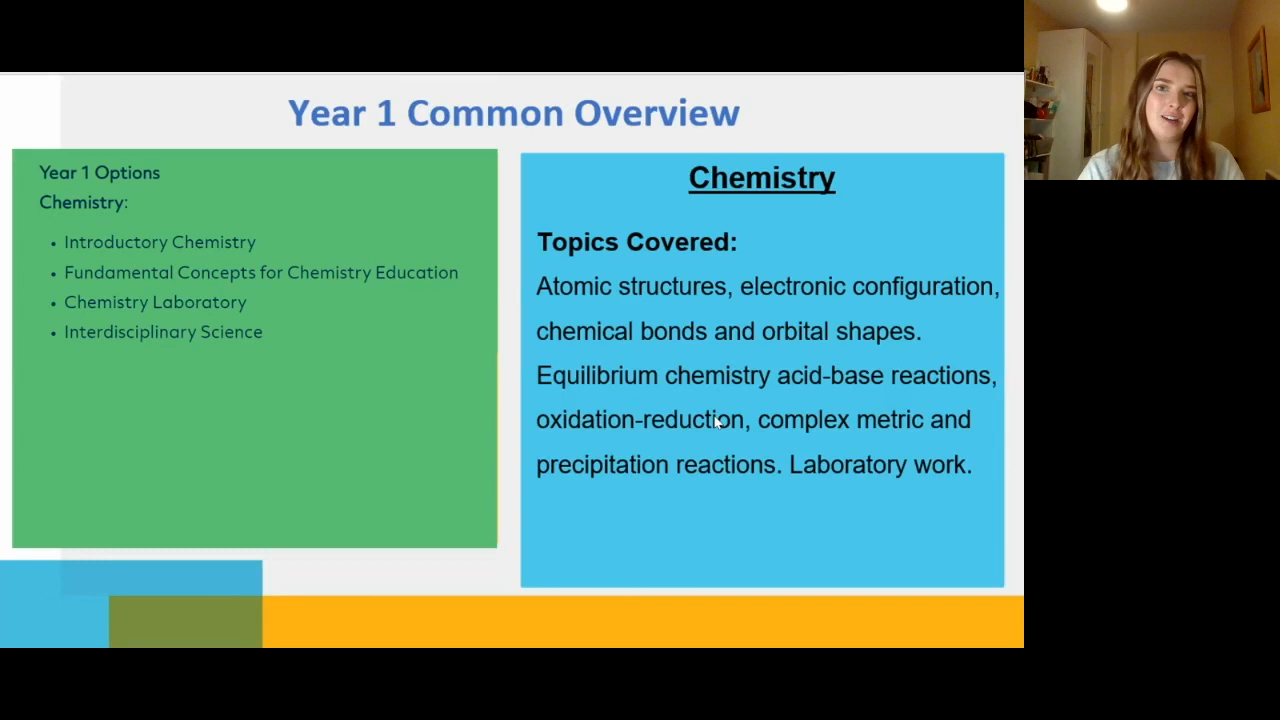 Year 1 Common Overview
Year 1 Options
Chemistry:
• Introductory Chemistry
• Fundamental Concepts for Chemistry Education
• Chemistry Laboratory
• Interdisciplinary Science
Chemistry
Topics Covered:
Atomic structures, electronic configuration,
chemical bonds and orbital shapes.
Equilibrium chemistry acid-base reactions,
oxidation-reduction, complex metric and
precipitation reactions. Laboratory work.